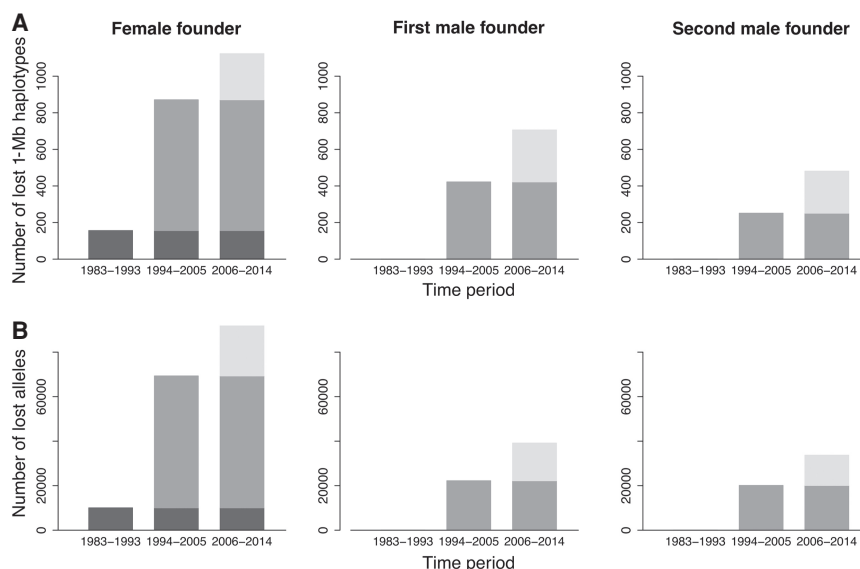 A
Female founder
First male founder
Second male founder
Number of lost 1-Mb haplotypes
0 200 400 600 800 1000
1983–1993 1994–2005 2006–2014
0 200 400 600 800 1000
1983–1993 1994–2005 2006–2014
Time period
0 200 400 600 800 1000
1983–1993 1994–2005 2006–2014
B
Number of lost alleles
0 20000 60000
1983–1993 1994–2005 2006–2014
0 20000 60000
1983–1993 1994–2005 2006–2014
Time period
0 20000 60000
1983–1993 1994–2005 2006–2014